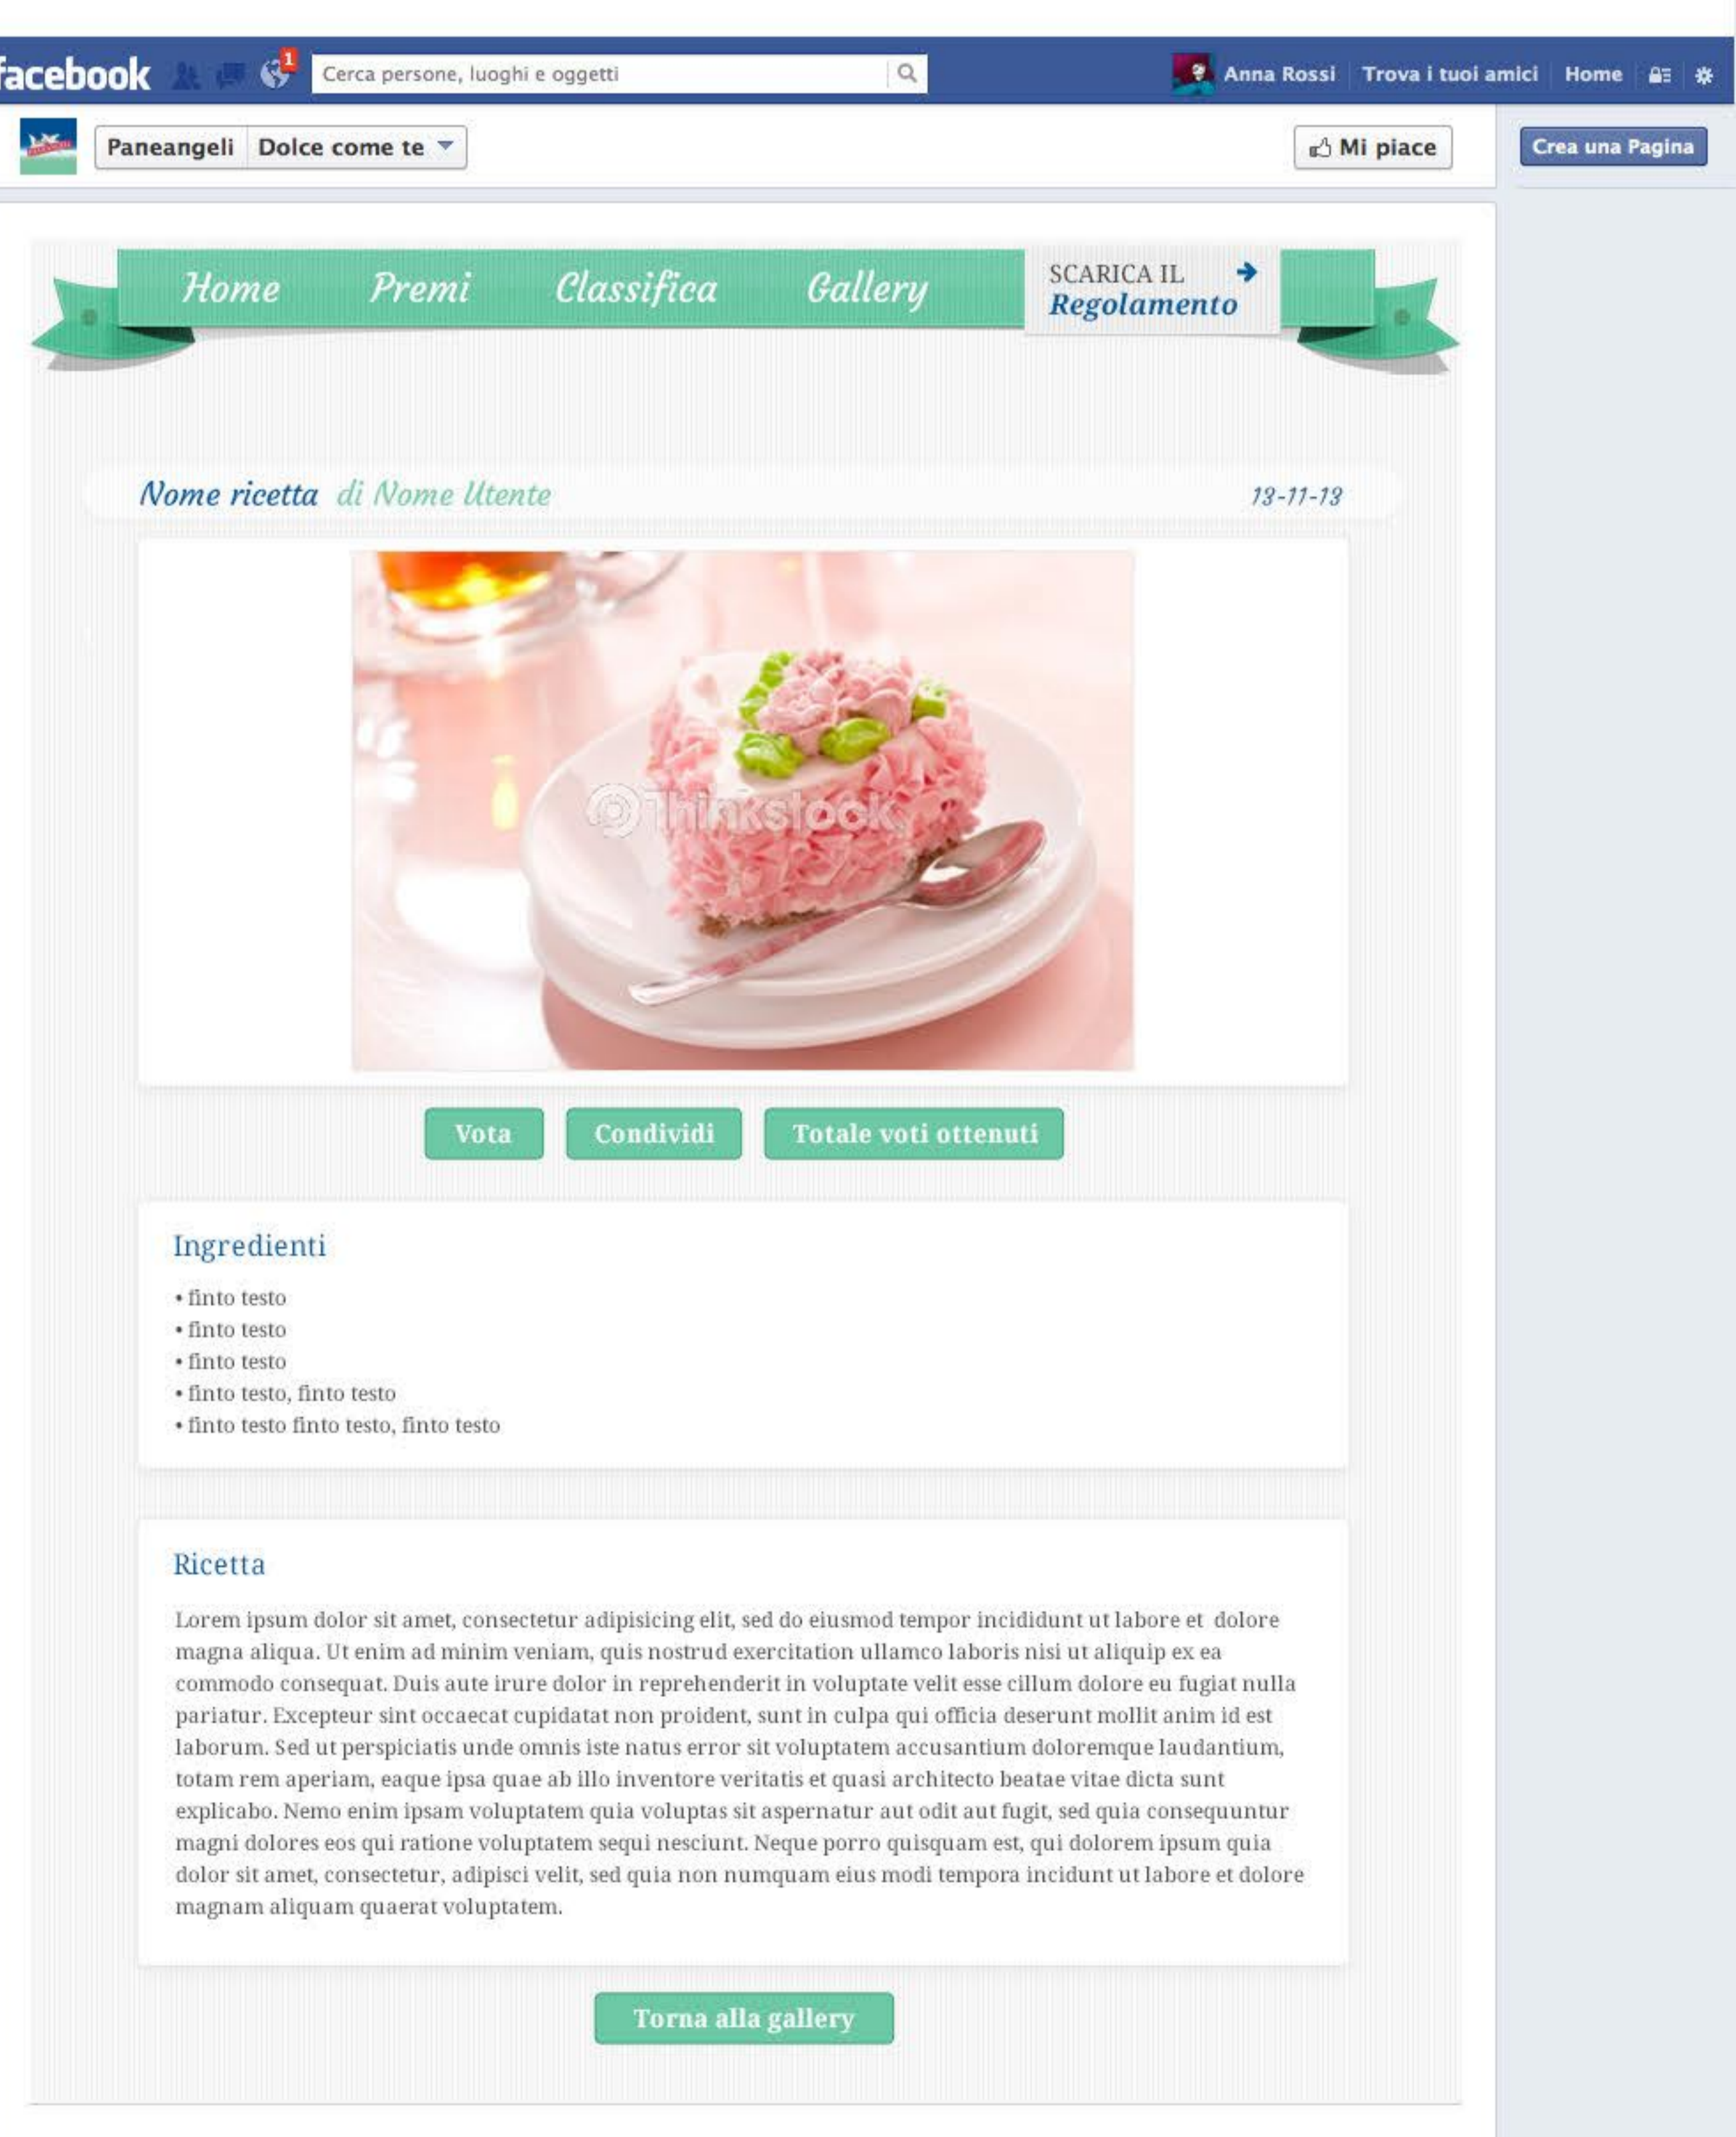 facebook
1
Cerca persone, luoghi e oggetti
Anna Rossi
Trova i tuoi amici
Home
Paneangeli
Dolce come te
Mi piace
Crea una Pagina
Home
Premi
Classifica
Gallery
SCARICA IL
Regolamento
Nome ricetta di Nome Utente
13-11-13
Thinkstock
Vota
Condividi
Totale voti ottenuti
Ingredienti
• finto testo
• finto testo
• finto testo
• finto testo, finto testo
• finto testo finto testo, finto testo
Ricetta
Lorem ipsum dolor sit amet, consectetur adipisicing elit, sed do eiusmod tempor incididunt ut labore et dolore
magna aliqua. Ut enim ad minim veniam, quis nostrud exercitation ullamco laboris nisi ut aliquip ex ea
commodo consequat. Duis aute irure dolor in reprehenderit in voluptate velit esse cillum dolore eu fugiat nulla
pariatur. Excepteur sint occaecat cupidatat non proident, sunt in culpa qui officia deserunt mollit anim id est
laborum. Sed ut perspiciatis unde omnis iste natus error sit voluptatem accusantium doloremque laudantium,
totam rem aperiam, eaque ipsa quae ab illo inventore veritatis et quasi architecto beatae vitae dicta sunt
explicabo. Nemo enim ipsam voluptatem quia voluptas sit aspernatur aut odit aut fugit, sed quia consequuntur
magni dolores eos qui ratione voluptatem sequi nesciunt. Neque porro quisquam est, qui dolorem ipsum quia
dolor sit amet, consectetur, adipisci velit, sed quia non numquam eius modi tempora incidunt ut labore et dolore
magnam aliquam quaerat voluptatem.
Torna alla gallery